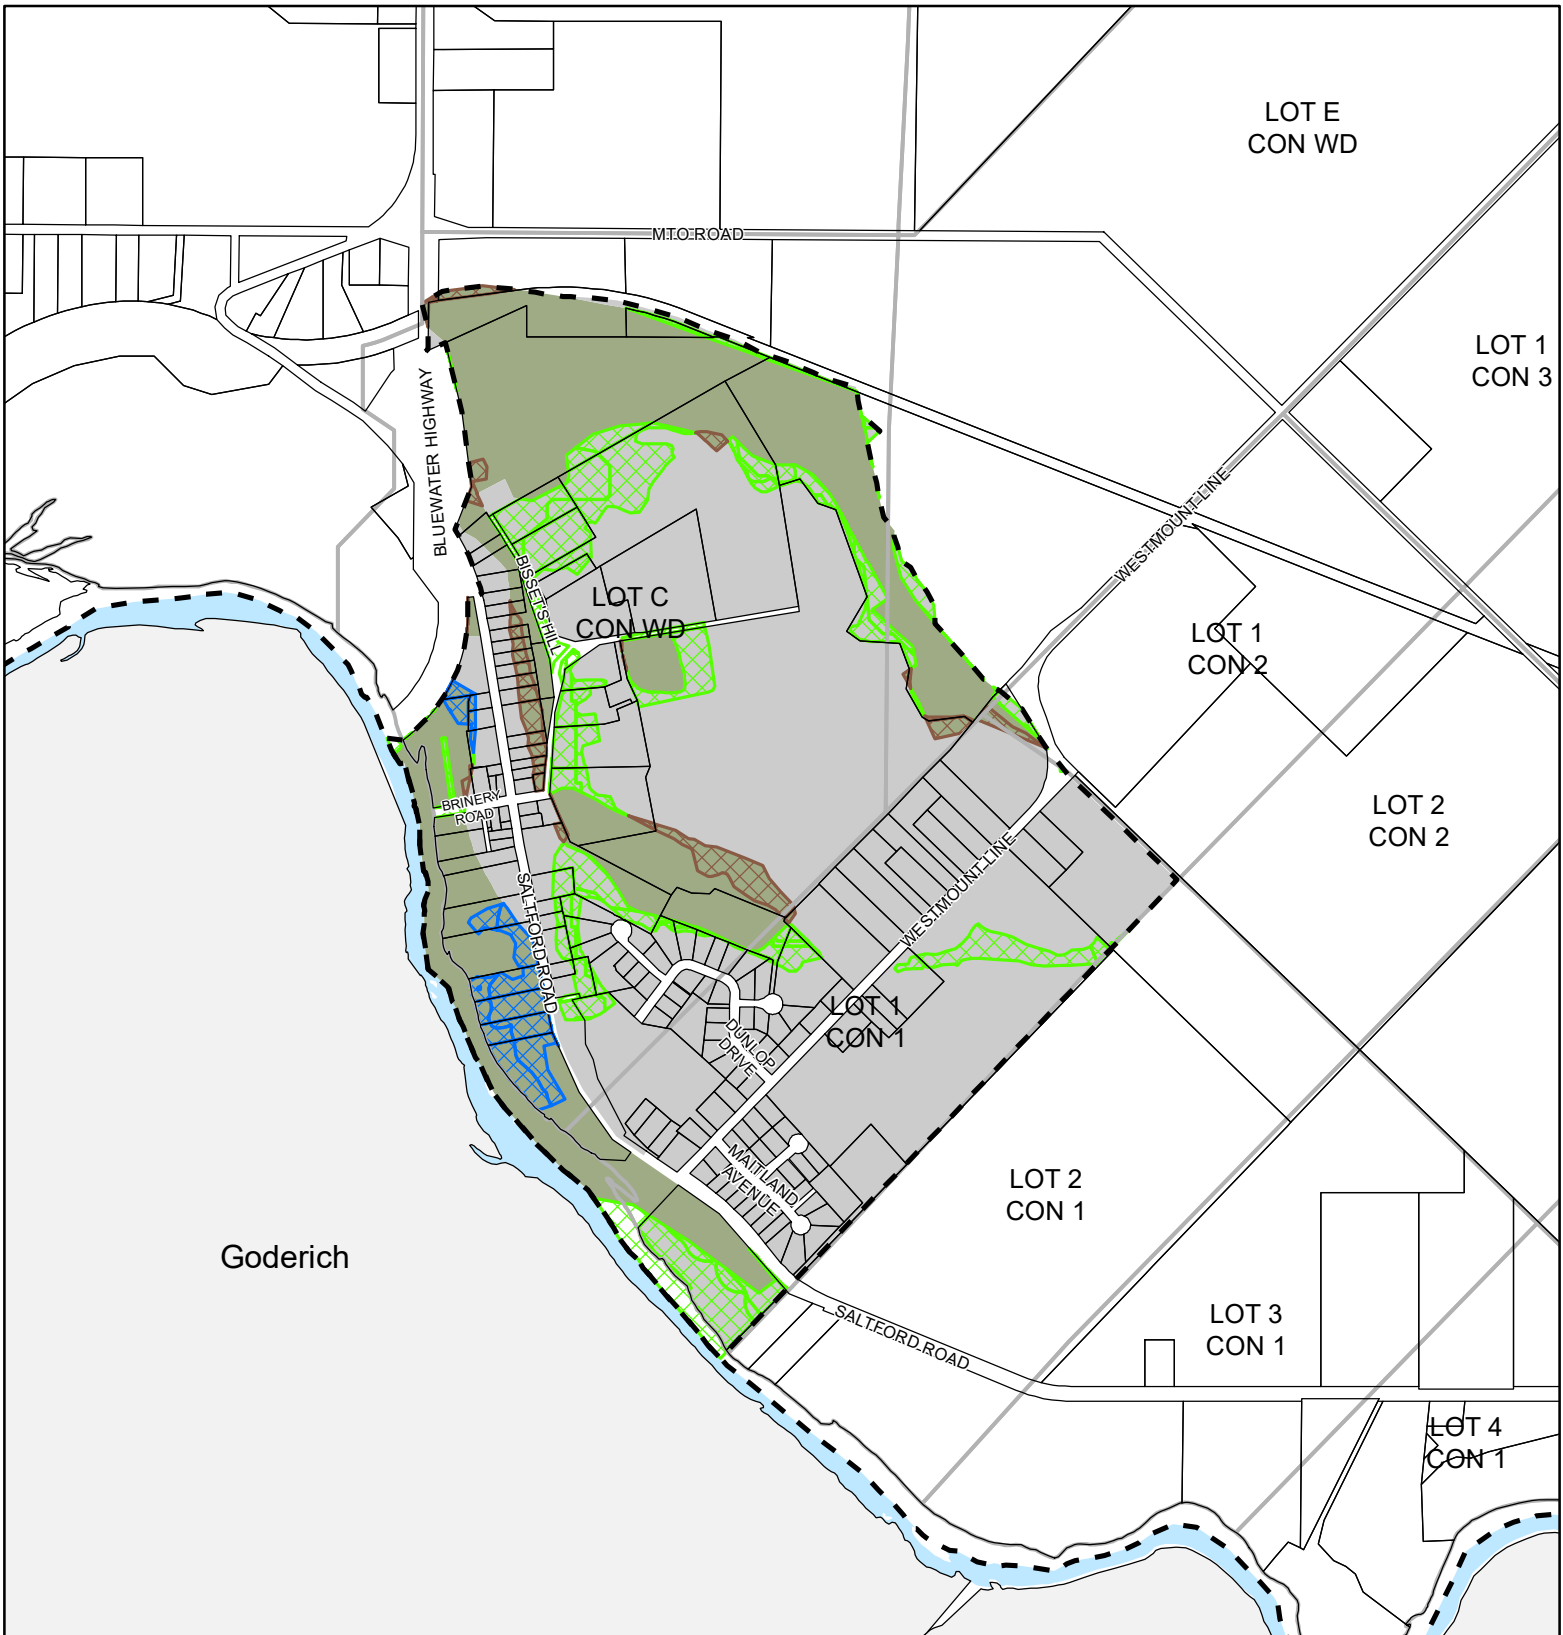 LOT E
CON WD
MTO ROAD
LOT 1
CON 3
BLUEWATER HIGHWAY
WESTMOUNT LINE
BISSETS HILL
LOT C
CON WD
LOT 1
CON 2
BRINERY
ROAD
LOT 2
CON 2
SALTFORD ROAD
WESTMOUNT LINE
LOT 1
CON 1
DUNLOP
DRIVE
MAITLAND
AVENUE
LOT 2
CON 1
Goderich
SALTFORD ROAD
LOT 3
CON 1
LOT 4
CON 1